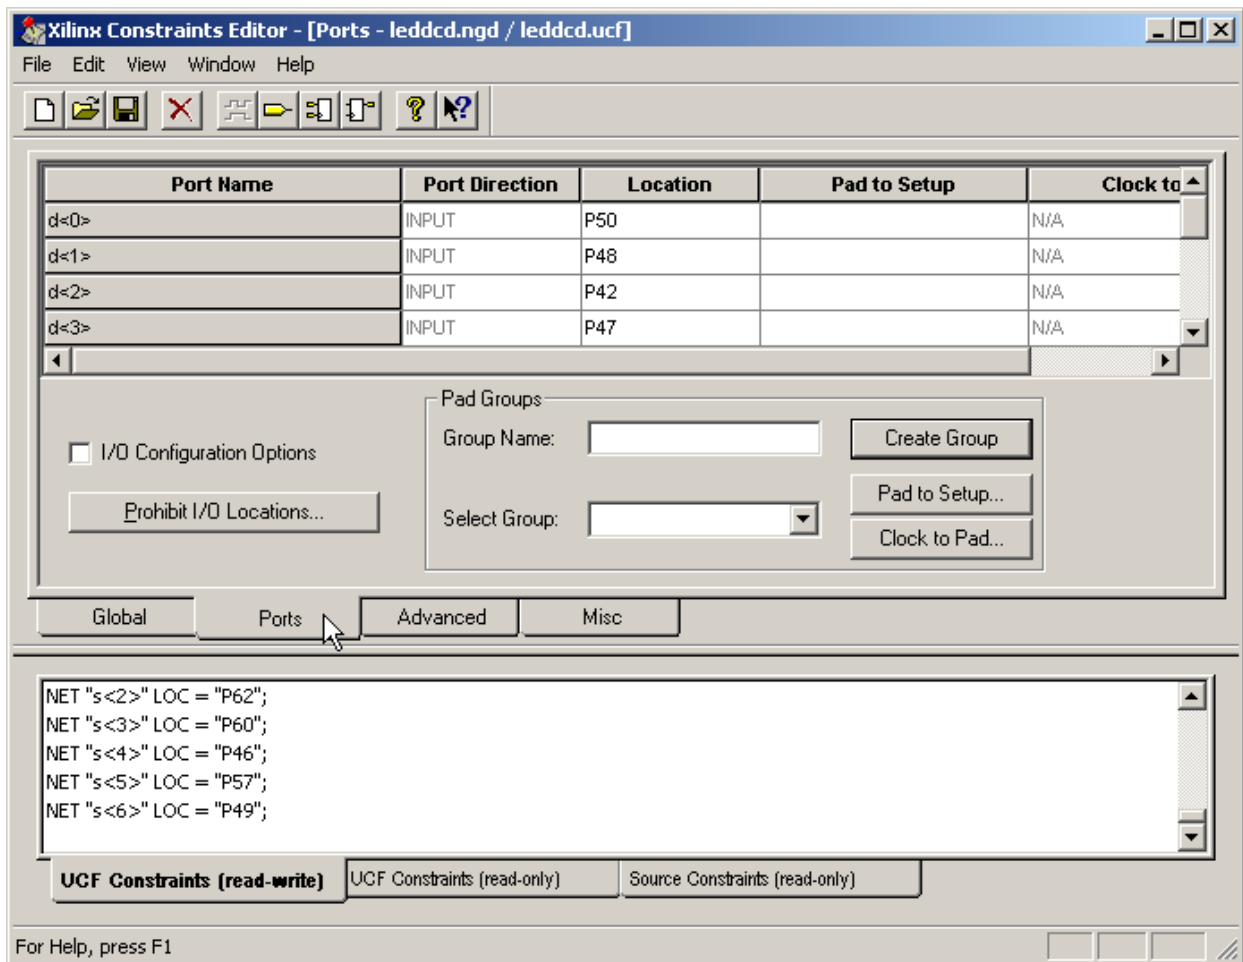 Xilinx Constraints Editor - [Ports - leddcd.ngd / leddcd.ucf]
File Edit View Window Help
Port Name Port Direction Location Pad to Setup Clock to
d<0> INPUT P50 N/A
d<1> INPUT P48 N/A
d<2> INPUT P42 N/A
d<3> INPUT P47 N/A
Pad Groups
I/O Configuration Options
Prohibit I/O Locations...
Group Name: Create Group
Pad to Setup...
Select Group:
Clock to Pad...
Global Ports Advanced Misc
NET "s<2>" LOC = "P62";
NET "s<3>" LOC = "P60";
NET "s<4>" LOC = "P46";
NET "s<5>" LOC = "P57";
NET "s<6>" LOC = "P49";
UCF Constraints (read-write) UCF Constraints (read-only) Source Constraints (read-only)
For Help, press F1